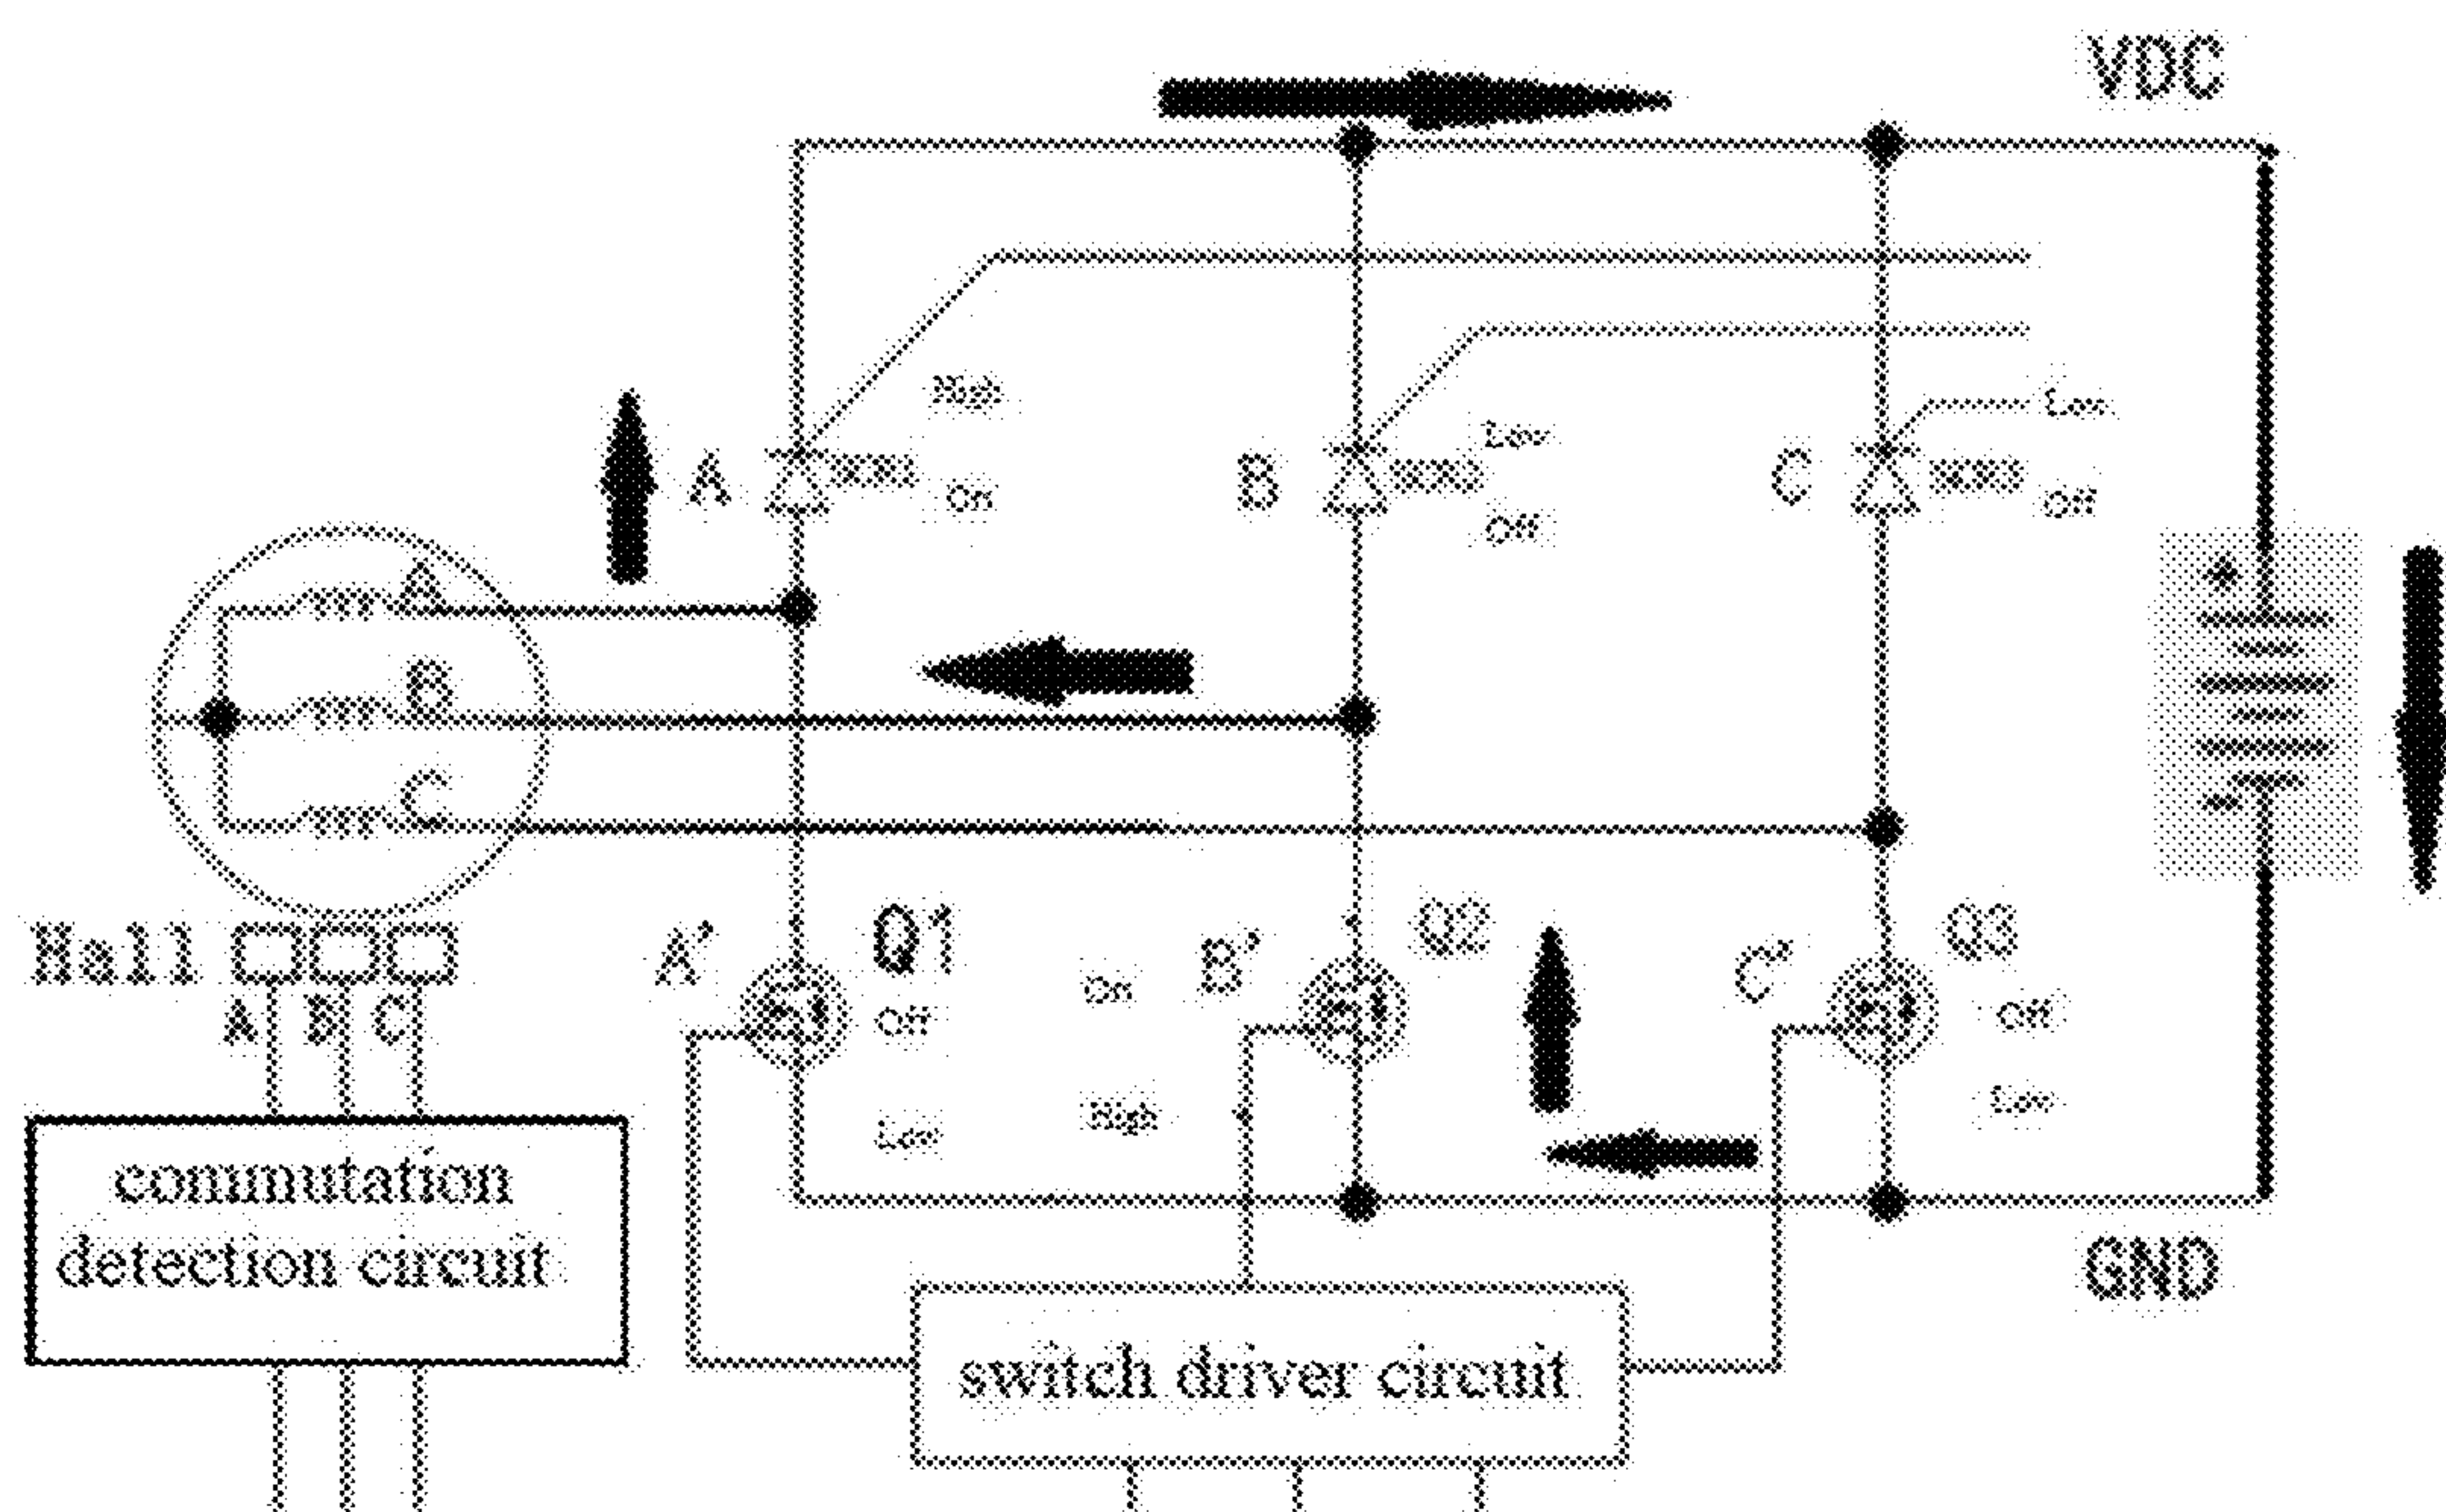 VDC
High
Low
Low
A
On
B
Off
C
Off
A
B
C
+
-
Hall
A B C
A’
Q1
Off
Low
On
High
B’
Q2
C’
Q3
Off
Low
commutation
detection circuit
GND
switch driver circuit